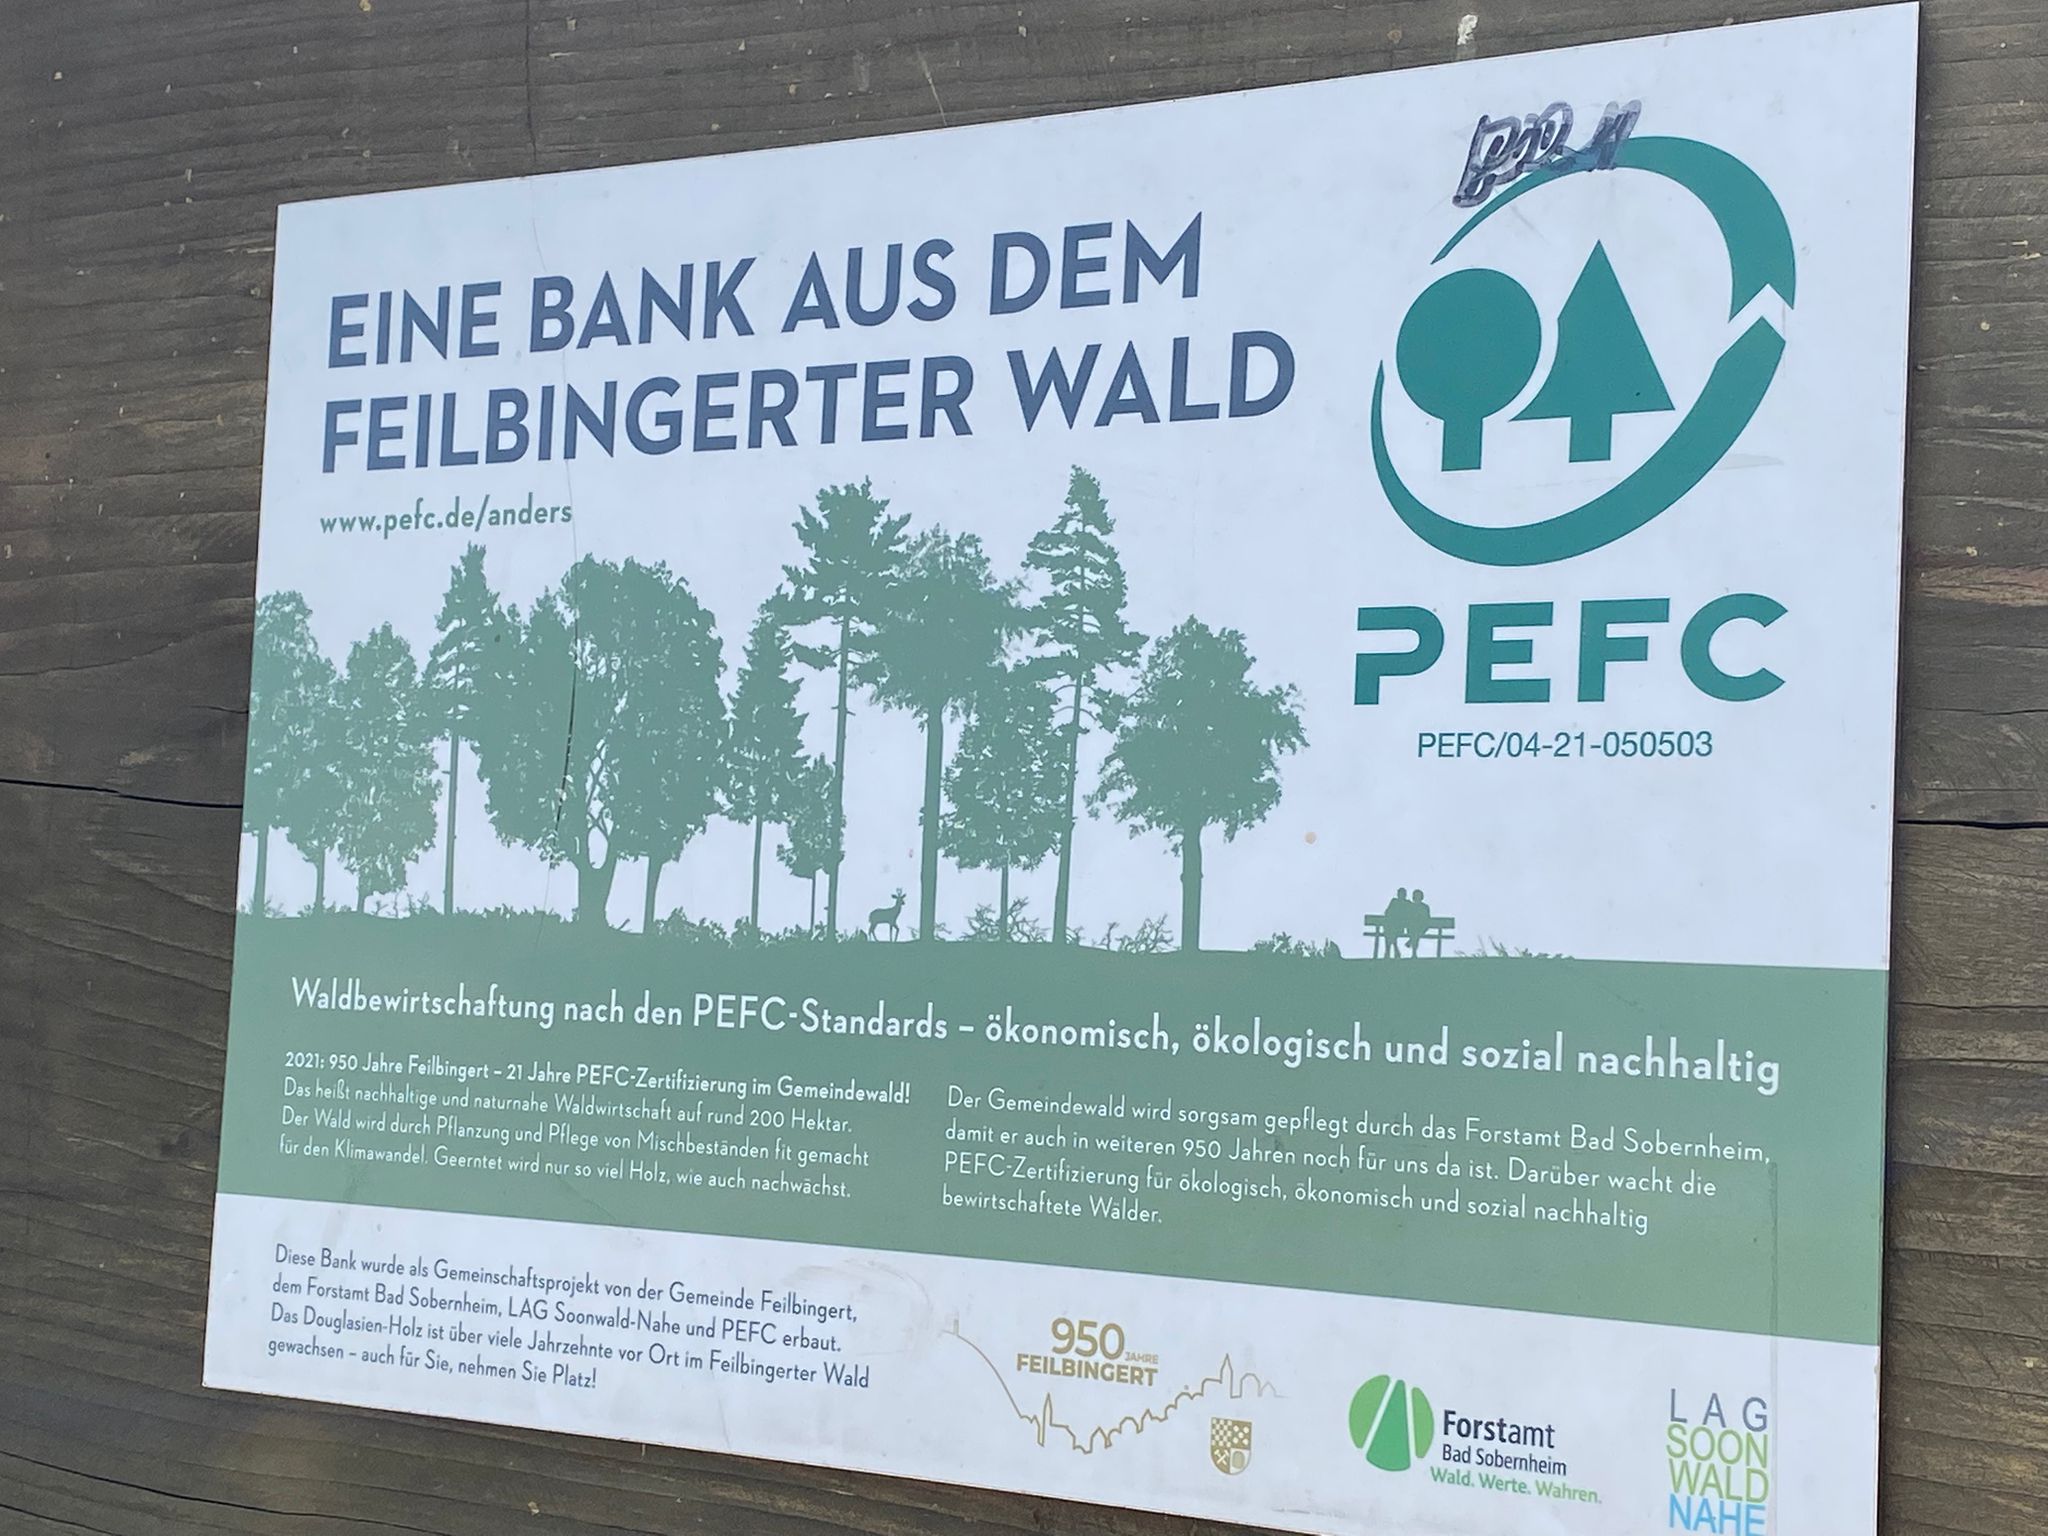 EINE BANK AUS DEM
FEILBINGERTER WALD
www.pefc.de/anders
PEFC
PEFC/04-21-050503
Waldbewirtschaftung nach den PEFC-Standards – ökonomisch, ökologisch und sozial nachhaltig
2021: 950 Jahre Feilbingert – 21 Jahre PEFC-Zertifizierung im Gemeindewald!
Das heißt nachhaltige und naturnahe Waldwirtschaft auf rund 200 Hektar.
Der Wald wird durch Pflanzung und Pflege von Mischbeständen fit gemacht
für den Klimawandel. Geerntet wird nur so viel Holz, wie auch nachwächst.
Der Gemeindewald wird sorgsam gepflegt durch das Forstamt Bad Sobernheim,
damit er auch in weiteren 950 Jahren noch für uns da ist. Darüber wacht die
PEFC-Zertifizierung für ökologisch, ökonomisch und sozial nachhaltig
bewirtschaftete Wälder.
Diese Bank wurde als Gemeinschaftsprojekt von der Gemeinde Feilbingert,
dem Forstamt Bad Sobernheim, LAG Soonwald-Nahe und PEFC erbaut.
Das Douglasien-Holz ist über viele Jahrzehnte vor Ort im Feilbingerter Wald
gewachsen – auch für Sie, nehmen Sie Platz!
950 JAHRE
FEILBINGERT
Forstamt
Bad Sobernheim
Wald. Werte. Wahren.
LAG
SOON
WALD
NAHE